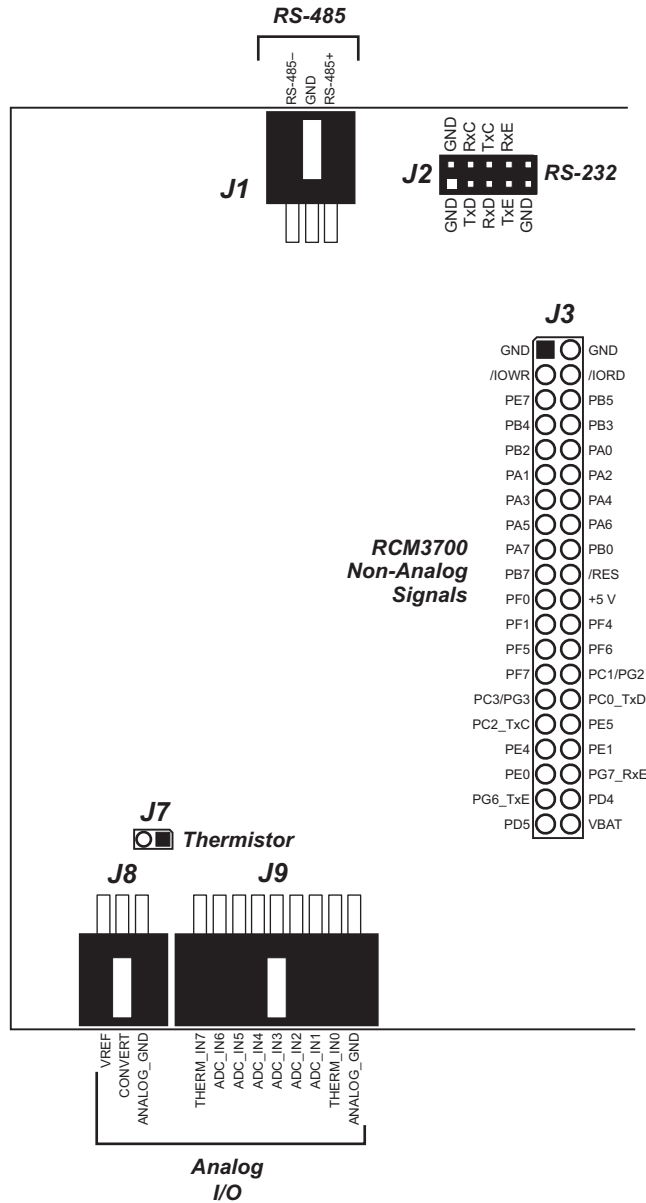 RS-485
RS-485–
GND
RS-485+
J1
GND
RxC
TxC
RxE
J2
RS-232
GND
TxD
RxD
TxE
GND
J3
GND GND
/IOWR /IORD
PE7 PB5
PB4 PB3
PB2 PA0
PA1 PA2
PA3 PA4
PA5 PA6
PA7 PB0
PB7 /RES
PF0 +5 V
PF1 PF4
PF5 PF6
PF7 PC1/PG2
PC3/PG3 PC0_TxD
PC2_TxC PE5
PE4 PE1
PE0 PG7_RxE
PG6_TxE PD4
PD5 VBAT
RCM3700
Non-Analog
Signals
J7
Thermistor
J8
J9
VREF
CONVERT
ANALOG_GND
THERM_IN7
ADC_IN6
ADC_IN5
ADC_IN4
ADC_IN3
ADC_IN2
ADC_IN1
THERM_IN0
ANALOG_GND
Analog
I/O